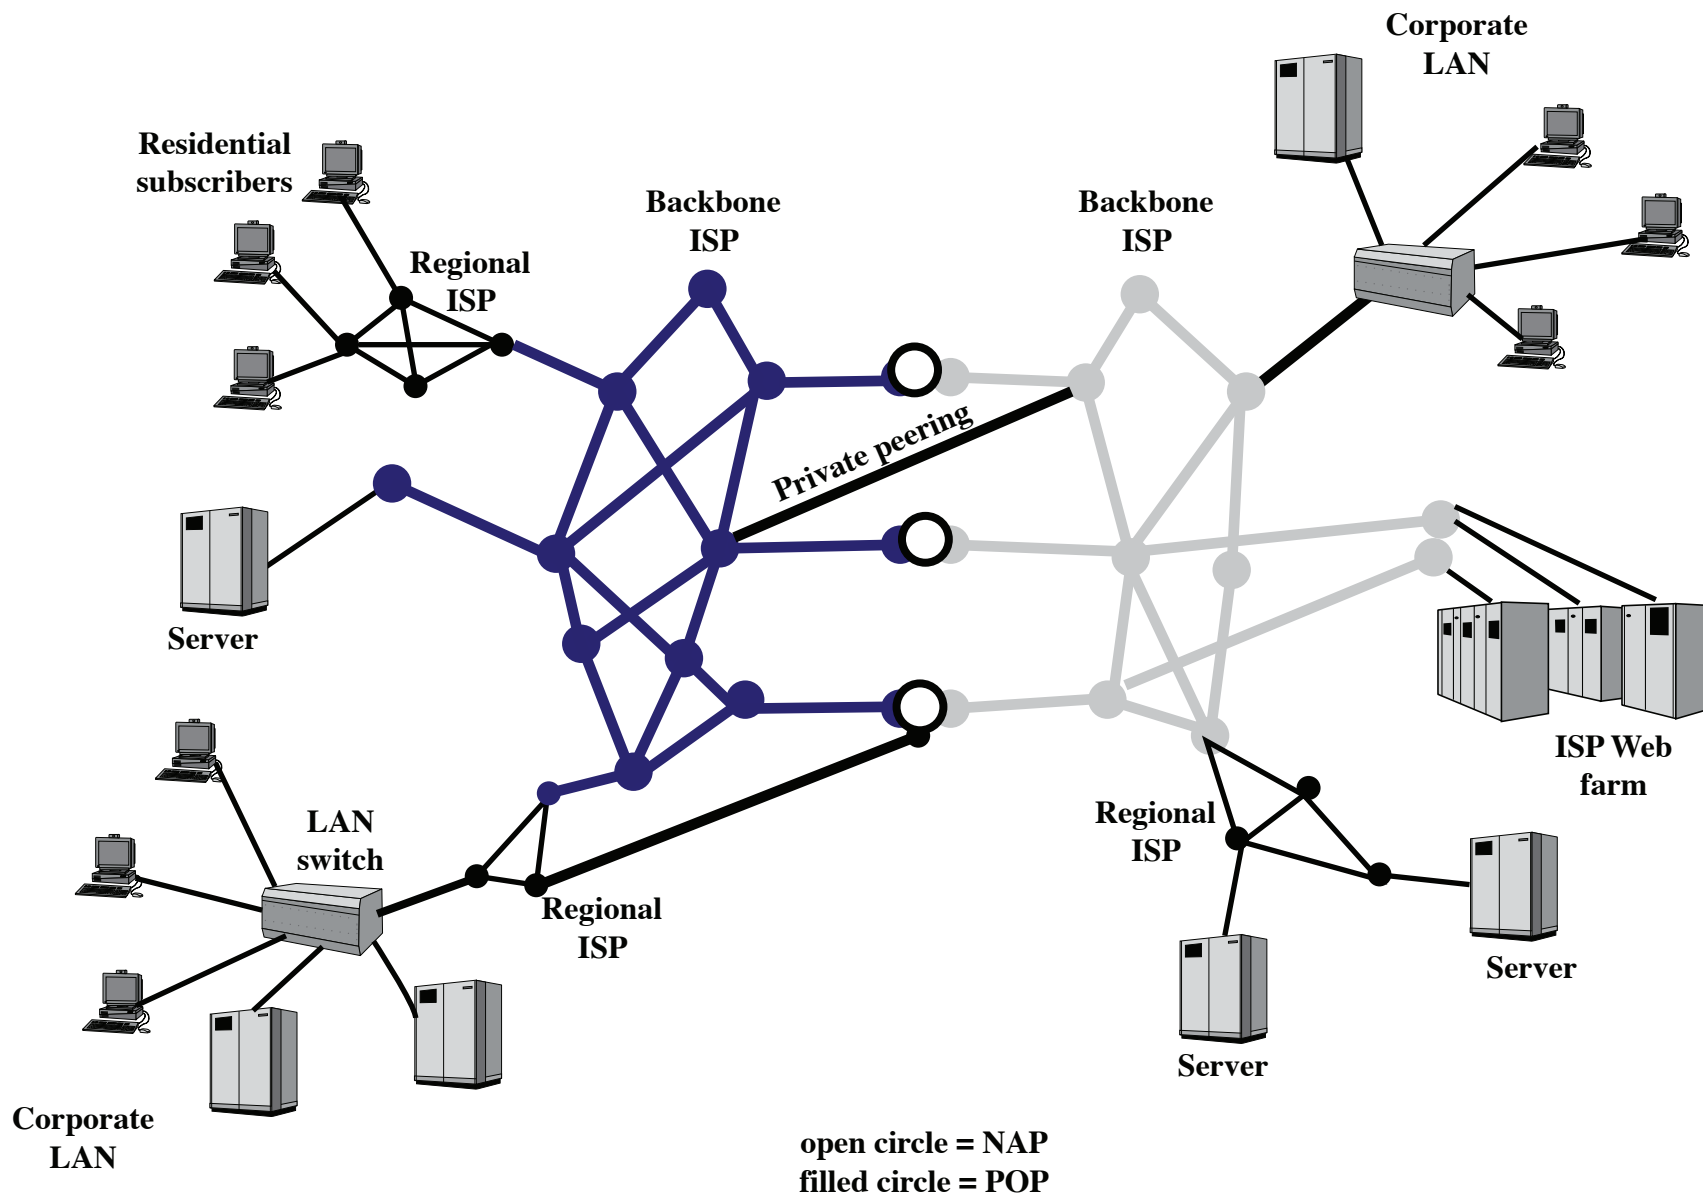 Corporate
LAN
Residential
subscribers
Backbone
ISP
Backbone
ISP
Regional
ISP
Private peering
Server
ISP Web
farm
LAN
switch
Regional
ISP
Regional
ISP
Server
Server
Corporate
LAN
open circle = NAP
filled circle = POP